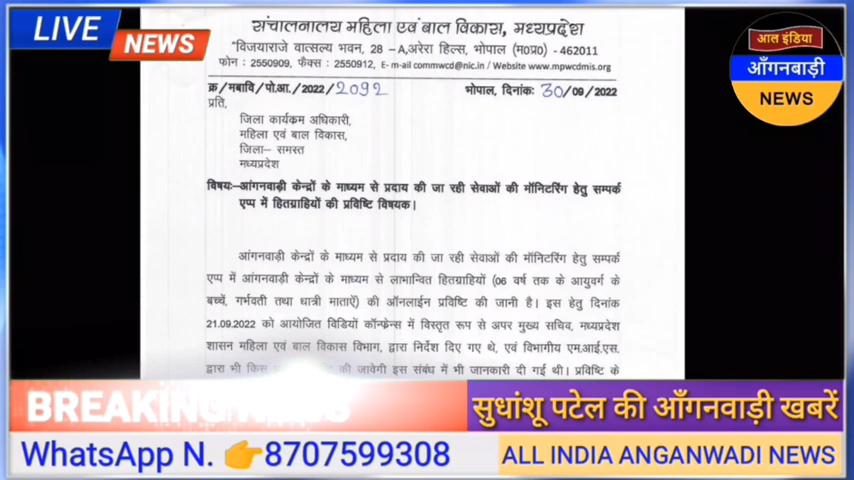 LIVE
NEWS
संचालनालय महिला एवं बाल विकास, मध्यप्रदेश
"विजयाराजे वात्सल्य भवन, 28 –A,अरेरा हिल्स, भोपाल (म0प्र0) - 462011
फोन : 2550909, फैक्स : 2550912, E- mail commwcd@nic.in / Website www.mpwcdmis.org
क्र/मबावि/पो.आ./2022/2092
भोपाल, दिनांकः 30/09/2022
प्रति,
जिला कार्यक्रम अधिकारी,
महिला एवं बाल विकास,
जिला– समस्त
मध्यप्रदेश
विषयः–आंगनवाड़ी केन्द्रों के माध्यम से प्रदाय की जा रही सेवाओं की मॉनिटरिंग हेतु सम्पर्क
एप्प में हितग्राहियों की प्रविष्टि विषयक।
आंगनवाड़ी केन्द्रों के माध्यम से प्रदाय की जा रही सेवाओं की मॉनिटरिंग हेतु सम्पर्क
एप्प में आंगनवाड़ी केन्द्रों के माध्यम से लाभान्वित हितग्राहियों (06 वर्ष तक के आयुवर्ग के
बच्चें, गर्भवती तथा धात्री माताऐं) की ऑनलाईन प्रविष्टि की जानी है। इस हेतु दिनांक
21.09.2022 को आयोजित विडियों कॉन्फ्रेन्स में विस्तृत रूप से अपर मुख्य सचिव, मध्यप्रदेश
शासन महिला एवं बाल विकास विभाग, द्वारा निर्देश दिए गए थे, एवं विभागीय एम.आई.एस.
द्वारा भी किस की जावेगी इस संबंध में भी जानकारी दी गई थी। प्रविष्टि के
आल इंडिया
आँगनबाड़ी
NEWS
BREAKING NEWS
सुधांशू पटेल की आँगनवाड़ी खबरें
WhatsApp N. 👉8707599308
ALL INDIA ANGANWADI NEWS